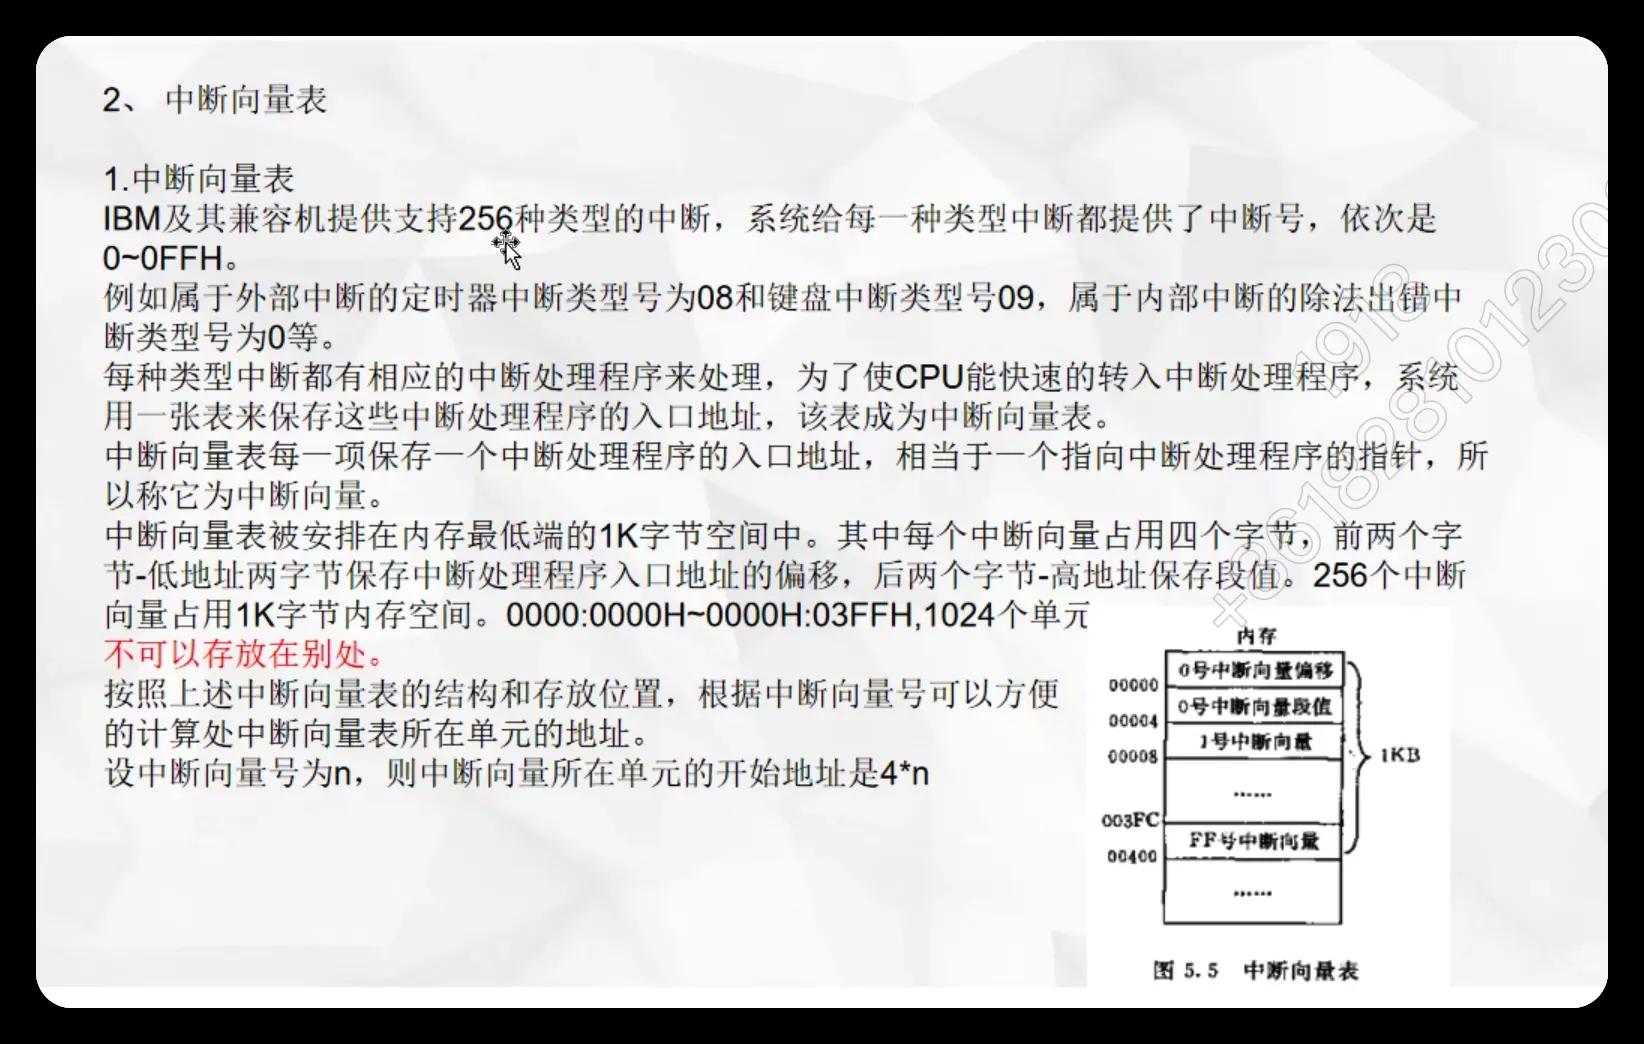 2、 中断向量表
1.中断向量表
IBM及其兼容机提供支持256种类型的中断，系统给每一种类型中断都提供了中断号，依次是
0~0FFH。
例如属于外部中断的定时器中断类型号为08和键盘中断类型号09，属于内部中断的除法出错中
断类型号为0等。
每种类型中断都有相应的中断处理程序来处理，为了使CPU能快速的转入中断处理程序，系统
用一张表来保存这些中断处理程序的入口地址，该表成为中断向量表。
中断向量表每一项保存一个中断处理程序的入口地址，相当于一个指向中断处理程序的指针，所
以称它为中断向量。
中断向量表被安排在内存最低端的1K字节空间中。其中每个中断向量占用四个字节，前两个字
节-低地址两字节保存中断处理程序入口地址的偏移，后两个字节-高地址保存段值。256个中断
向量占用1K字节内存空间。0000:0000H~0000H:03FFH,1024个单元
不可以存放在别处。
按照上述中断向量表的结构和存放位置，根据中断向量号可以方便
的计算处中断向量表所在单元的地址。
设中断向量号为n，则中断向量所在单元的开始地址是4*n
内存
0号中断向量偏移
00000
0号中断向量段值
00004
1号中断向量
00008
1KB
......
003FC
FF号中断向量
00400
......
图 5.5 中断向量表
1918